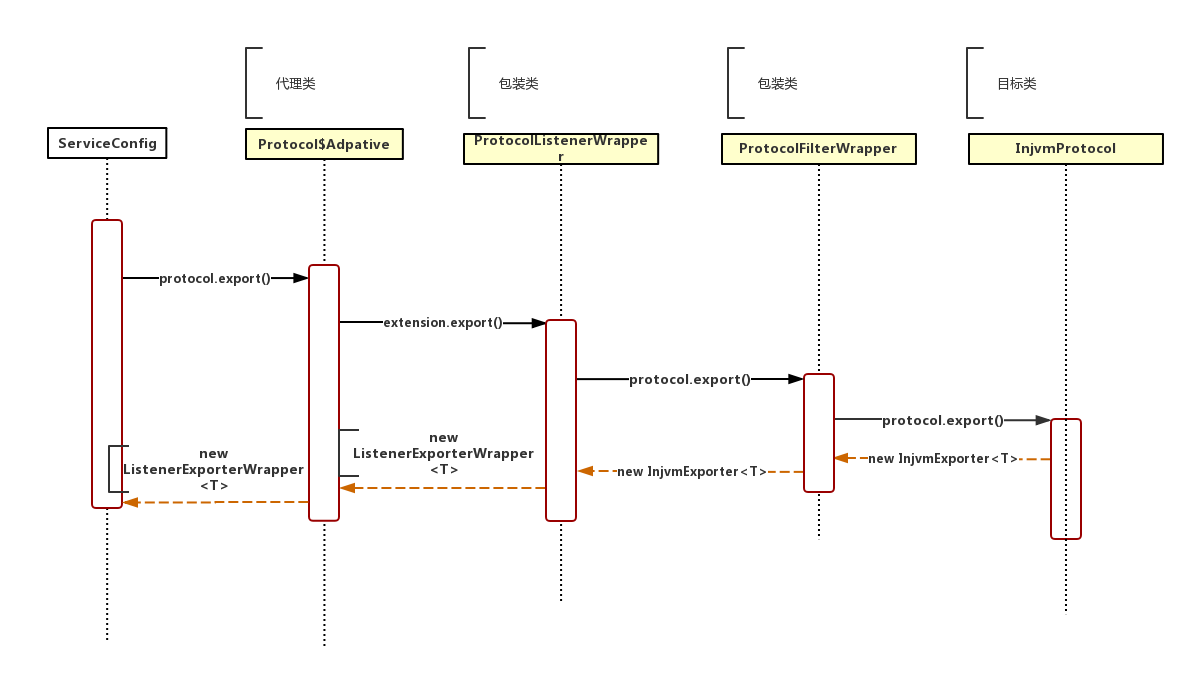 代理类
包装类
包装类
目标类
ServiceConfig
Protocol$Adpative
ProtocolListenerWrappe
r
ProtocolFilterWrapper
InjvmProtocol
protocol.export()
extension.export()
protocol.export()
protocol.export()
new
ListenerExporterWrapper
<T>
new
ListenerExporterWrapper
<T>
new InjvmExporter<T>
new InjvmExporter<T>